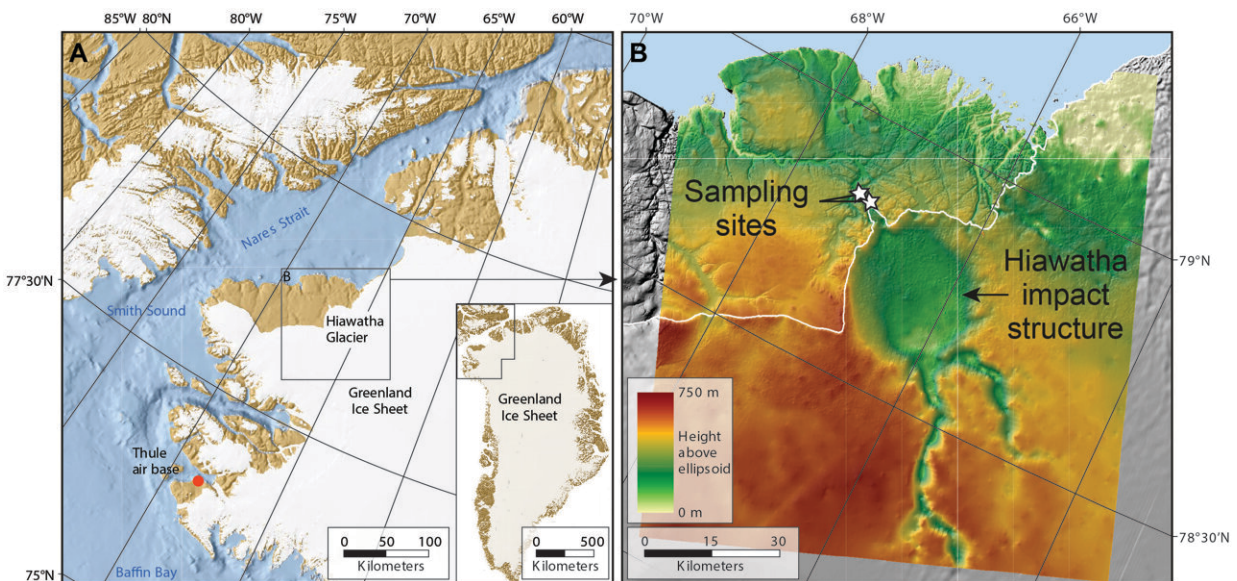 85°W 80°W 80°W 70°W 65°W 60°W
A
Nares Strait
77°30'N
B
Smith Sound
Hiawatha
Glacier
Greenland
Ice Sheet
Thule
air base
0 50 100
Kilometers
75°N
Baffin Bay
Greenland
Ice Sheet
0 500
Kilometers
70°W 68°W 66°W
B
Sampling
sites
79°N
Hiawatha
impact
structure
750 m
Height
above
ellipsoid
0 m
0 15 30
Kilometers
78°30'N